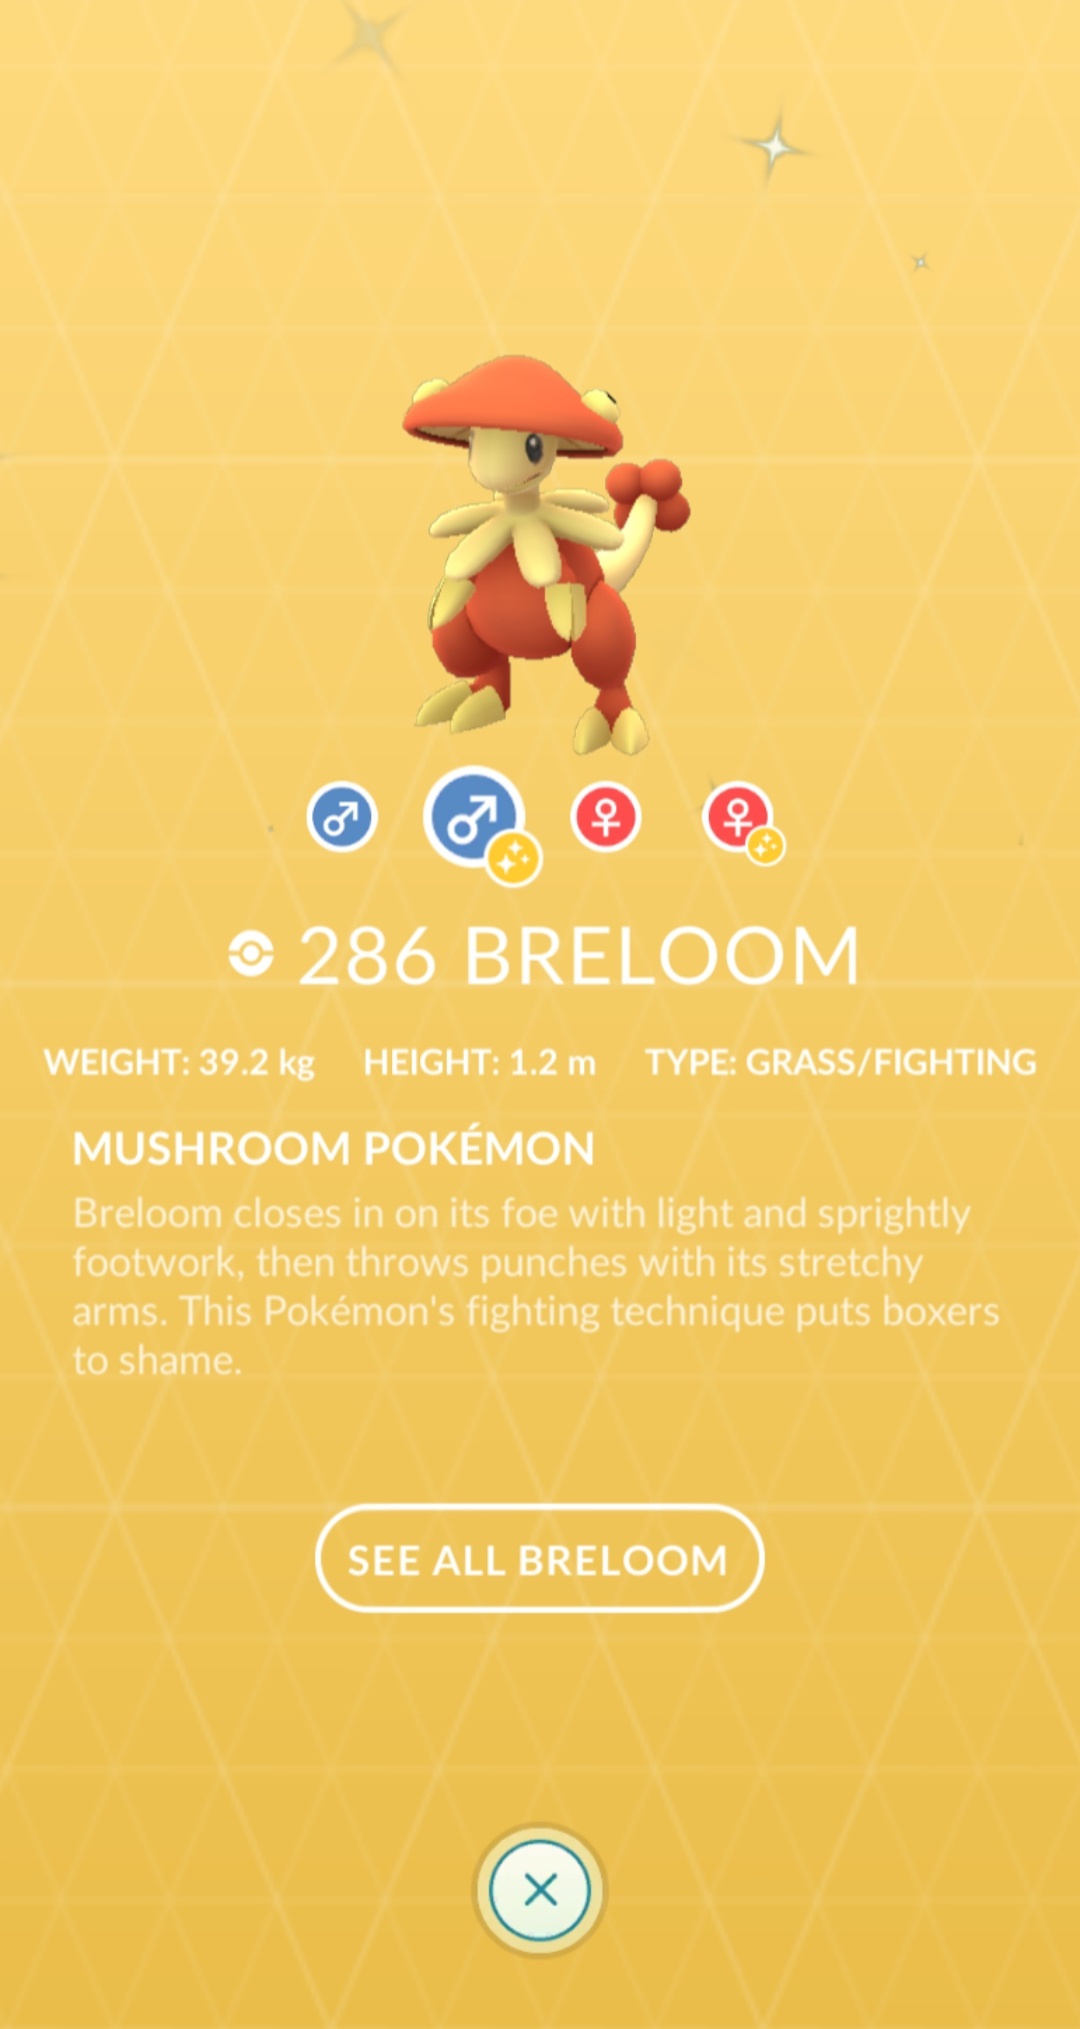 286 BRELOOM
WEIGHT: 39.2 kg HEIGHT: 1.2 m TYPE: GRASS/FIGHTING
MUSHROOM POKÉMON
Breloom closes in on its foe with light and sprightly
footwork, then throws punches with its stretchy
arms. This Pokémon's fighting technique puts boxers
to shame.
SEE ALL BRELOOM